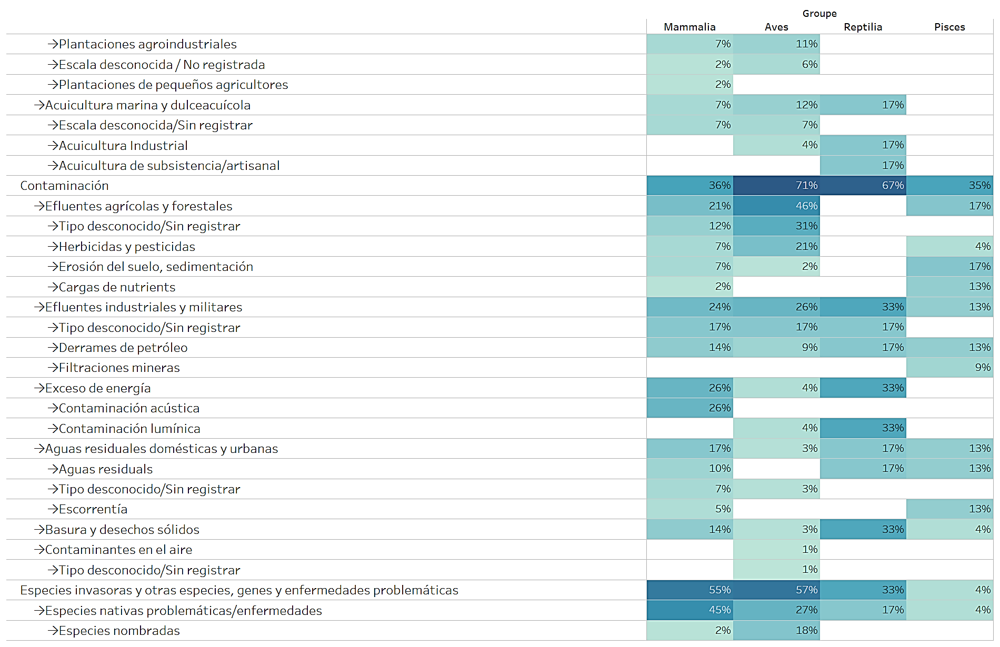 Groupe
Mammalia Aves Reptilia Pisces
→Plantaciones agroindustriales 7% 11%
→Escala desconocida / No registrada 2% 6%
→Plantaciones de pequeños agricultores 2%
→Acuicultura marina y dulceacuícola 7% 12% 17%
→Escala desconocida/Sin registrar 7% 7%
→Acuicultura Industrial 4% 17%
→Acuicultura de subsistencia/artisanal 17%
Contaminación 36% 71% 67% 35%
→Efluentes agrícolas y forestales 21% 46% 17%
→Tipo desconocido/Sin registrar 12% 31%
→Herbicidas y pesticidas 7% 21% 4%
→Erosión del suelo, sedimentación 7% 2% 17%
→Cargas de nutrients 2% 13%
→Efluentes industriales y militares 24% 26% 33% 13%
→Tipo desconocido/Sin registrar 17% 17% 17%
→Derrames de petróleo 14% 9% 17% 13%
→Filtraciones mineras 9%
→Exceso de energía 26% 4% 33%
→Contaminación acústica 26%
→Contaminación lumínica 4% 33%
→Aguas residuales domésticas y urbanas 17% 3% 17% 13%
→Aguas residuals 10% 17% 13%
→Tipo desconocido/Sin registrar 7% 3%
→Escorrentía 5% 13%
→Basura y desechos sólidos 14% 3% 33% 4%
→Contaminantes en el aire 1%
→Tipo desconocido/Sin registrar 1%
Especies invasoras y otras especies, genes y enfermedades problemáticas 55% 57% 33% 4%
→Especies nativas problemáticas/enfermedades 45% 27% 17% 4%
→Especies nombradas 2% 18%